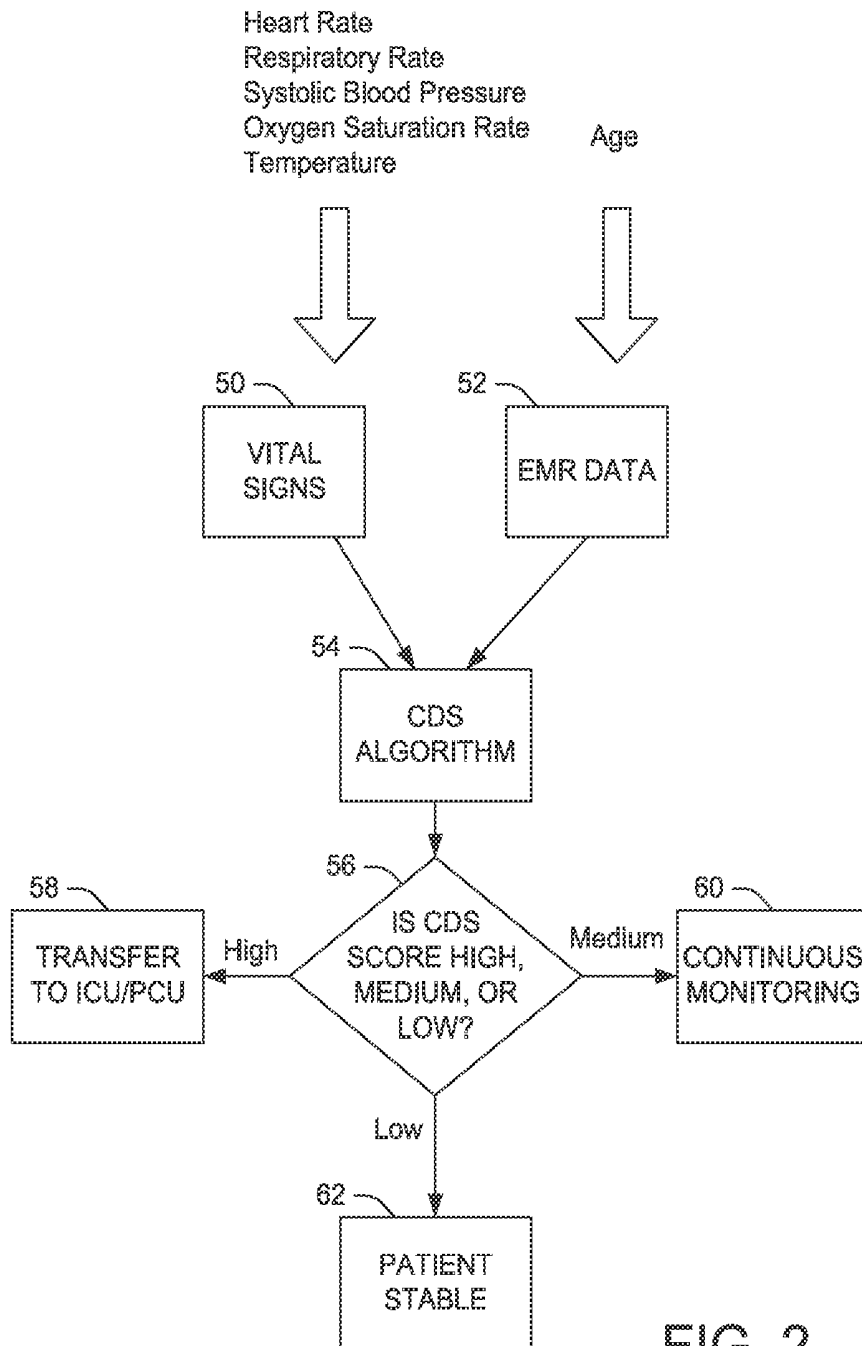 Heart Rate
Respiratory Rate
Systolic Blood Pressure
Oxygen Saturation Rate
Temperature
Age
50
52
VITAL
SIGNS
EMR DATA
54
CDS
ALGORITHM
56
IS CDS
SCORE HIGH,
MEDIUM, OR
LOW?
58
High
TRANSFER
TO ICU/PCU
Medium
60
CONTINUOUS
MONITORING
Low
62
PATIENT
STABLE
FIG. 2